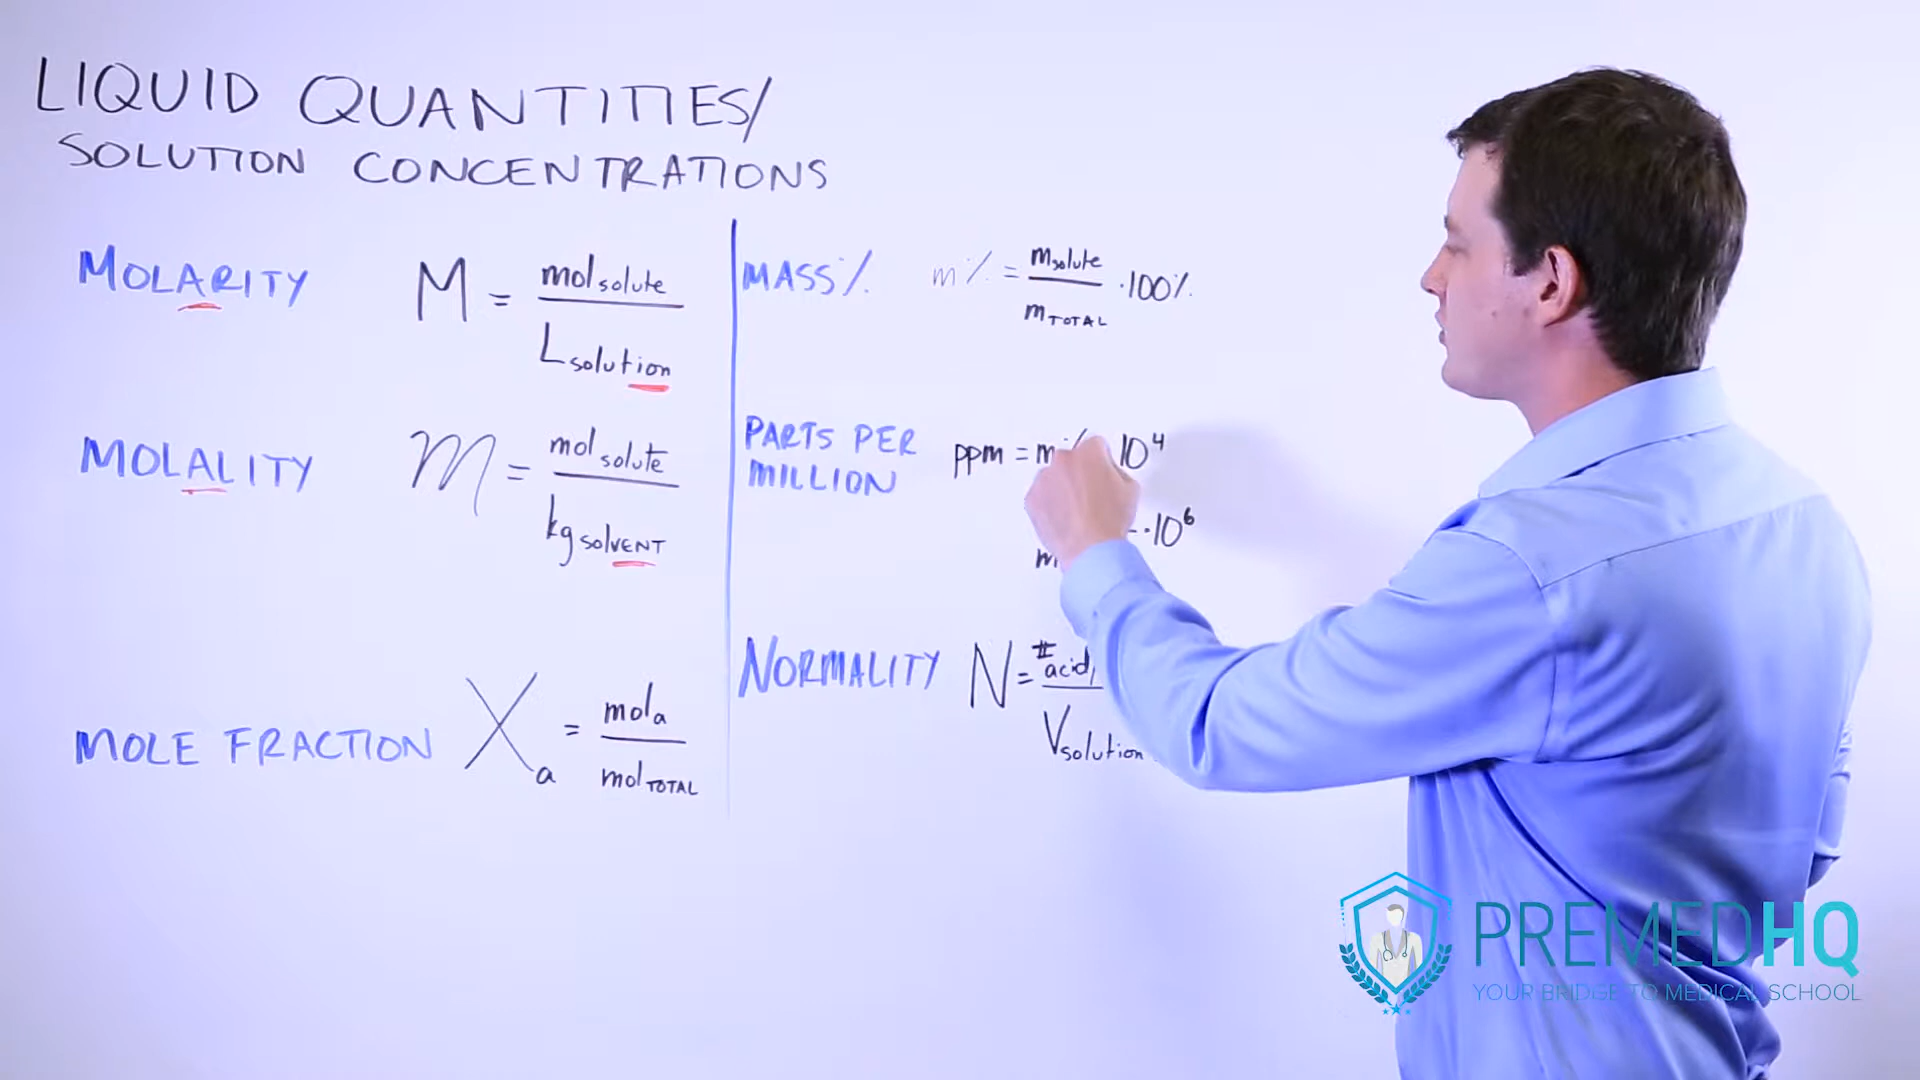 LIQUID QUANTITIES/
SOLUTION CONCENTRATIONS
MOLARITY M = mol solute
L solution
MOLALITY m = mol solute
kg solVENT
MOLE FRACTION X a = mol a
mol TOTAL
MASS % m% = m solute · 100%
m TOTAL
PARTS PER
MILLION
ppm = m% 10⁴
· 10⁶
m
NORMALITY N = # acid/
V solution
PREMEDHQ
YOUR BRIDGE TO MEDICAL SCHOOL